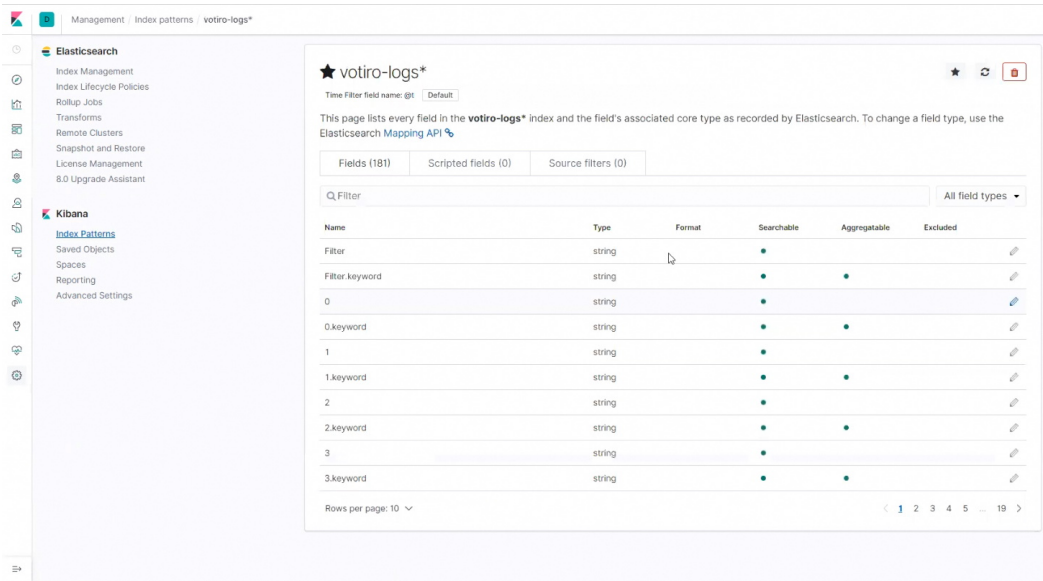 D Management / Index patterns / votiro-logs*
Elasticsearch
Index Management
Index Lifecycle Policies
Rollup Jobs
Transforms
Remote Clusters
Snapshot and Restore
License Management
8.0 Upgrade Assistant
Kibana
Index Patterns
Saved Objects
Spaces
Reporting
Advanced Settings
votiro-logs*
Time Filter field name: @t Default
This page lists every field in the votiro-logs* index and the field's associated core type as recorded by Elasticsearch. To change a field type, use the
Elasticsearch Mapping API
Fields (181) Scripted fields (0) Source filters (0)
Filter All field types
Name Type Format Searchable Aggregatable Excluded
Filter string
Filter.keyword string
0 string
0.keyword string
1 string
1.keyword string
2 string
2.keyword string
3 string
3.keyword string
Rows per page: 10 1 2 3 4 5 ... 19